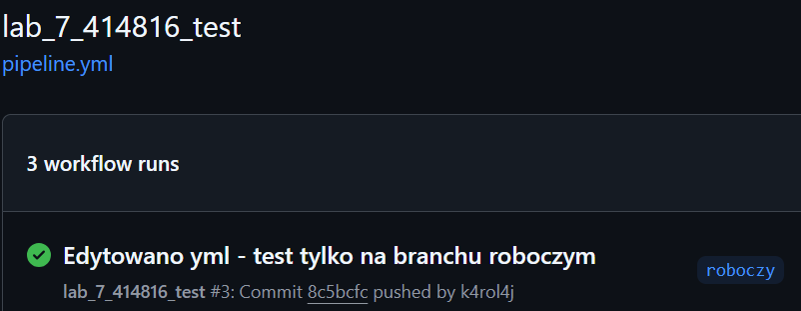 lab_7_414816_test
pipeline.yml
3 workflow runs
Edytowano yml - test tylko na branchu roboczym
roboczy
lab_7_414816_test #3: Commit 8c5bcfc pushed by k4rol4j